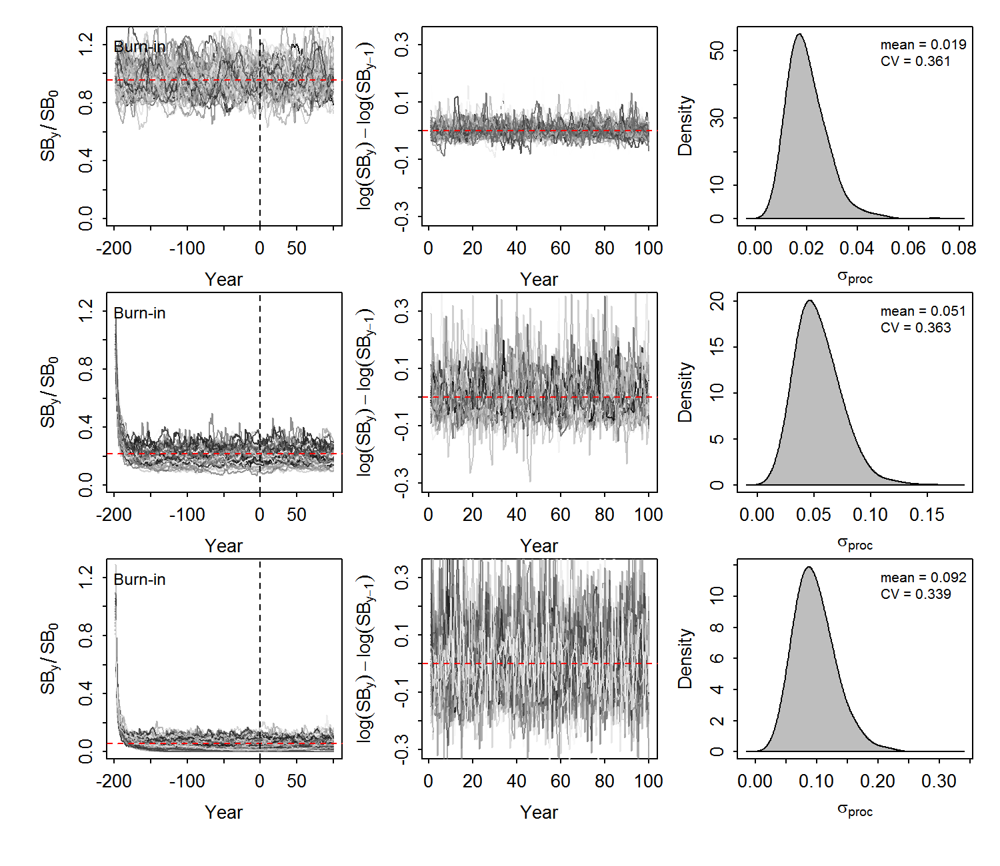 SBy / SB0
0.0 0.4 0.8 1.2
Burn-in
-200 -100 0 50
Year
log(SBy) − log(SBy−1)
-0.3 -0.1 0.1 0.3
0 20 40 60 80 100
Year
Density
0 10 30 50
mean = 0.019
CV = 0.361
0.00 0.02 0.04 0.06 0.08
σproc
SBy / SB0
0.0 0.4 0.8 1.2
Burn-in
-200 -100 0 50
Year
log(SBy) − log(SBy−1)
-0.3 -0.1 0.1 0.3
0 20 40 60 80 100
Year
Density
0 5 10 15 20
mean = 0.051
CV = 0.363
0.00 0.05 0.10 0.15
σproc
SBy / SB0
0.0 0.4 0.8 1.2
Burn-in
-200 -100 0 50
Year
log(SBy) − log(SBy−1)
-0.3 -0.1 0.1 0.3
0 20 40 60 80 100
Year
Density
0 2 4 6 8 10
mean = 0.092
CV = 0.339
0.00 0.10 0.20 0.30
σproc